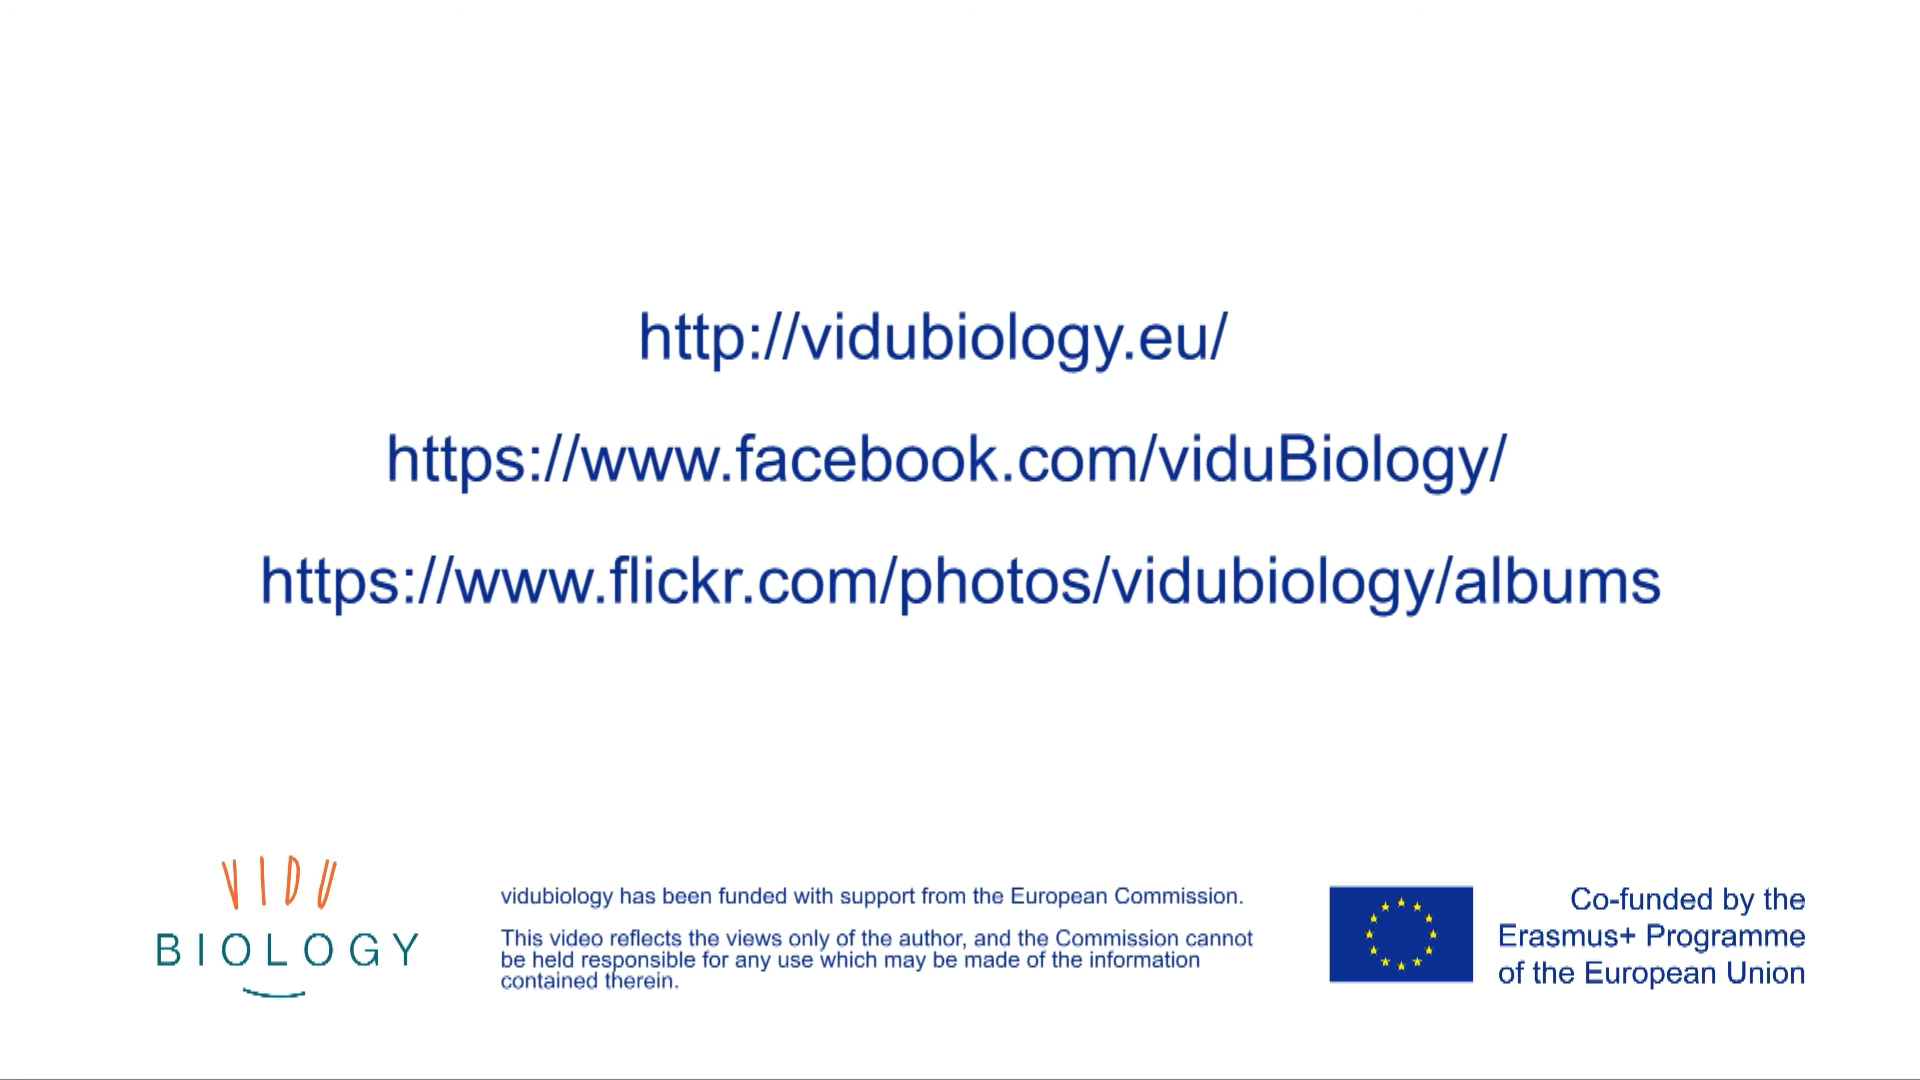 http://vidubiology.eu/
https://www.facebook.com/viduBiology/
https://www.flickr.com/photos/vidubiology/albums
VIDU
BIOLOGY
vidubiology has been funded with support from the European Commission.
This video reflects the views only of the author, and the Commission cannot
be held responsible for any use which may be made of the information
contained therein.
Co-funded by the
Erasmus+ Programme
of the European Union